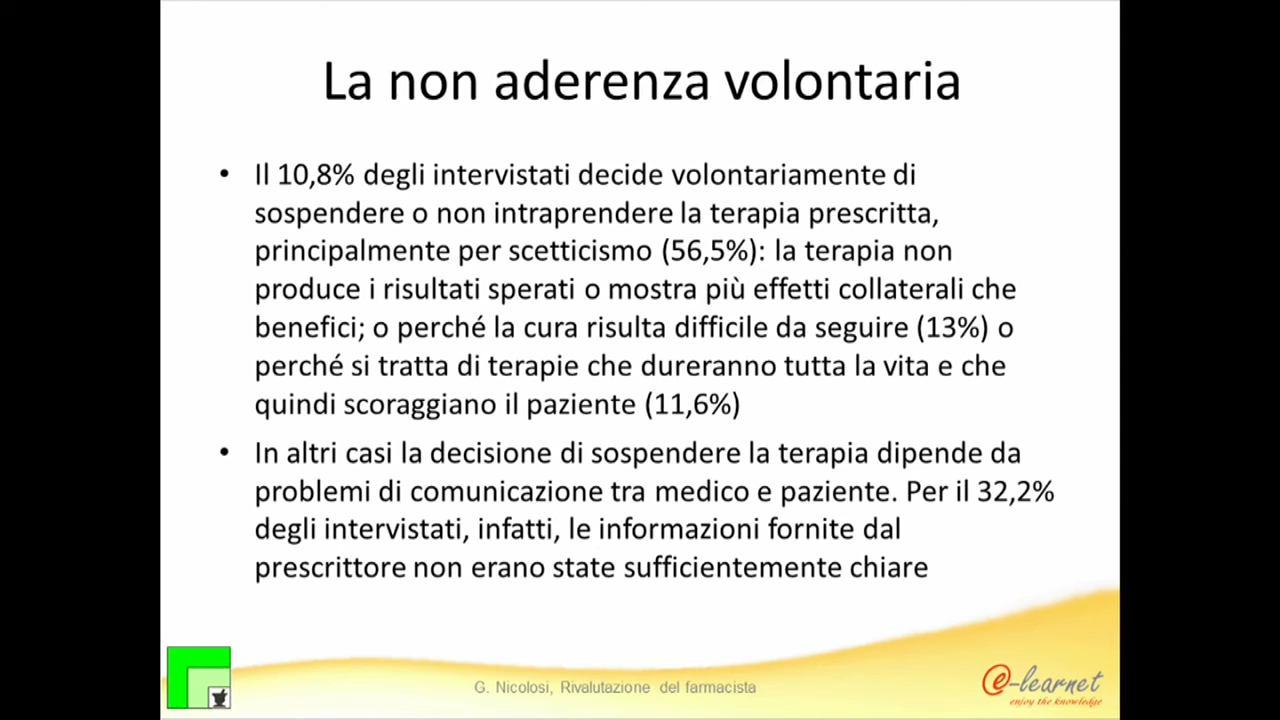 La non aderenza volontaria
• Il 10,8% degli intervistati decide volontariamente di
sospendere o non intraprendere la terapia prescritta,
principalmente per scetticismo (56,5%): la terapia non
produce i risultati sperati o mostra più effetti collaterali che
benefici; o perché la cura risulta difficile da seguire (13%) o
perché si tratta di terapie che dureranno tutta la vita e che
quindi scoraggiano il paziente (11,6%)
• In altri casi la decisione di sospendere la terapia dipende da
problemi di comunicazione tra medico e paziente. Per il 32,2%
degli intervistati, infatti, le informazioni fornite dal
prescrittore non erano state sufficientemente chiare
G. Nicolosi, Rivalutazione del farmacista
e-learnet
enjoy the knowledge